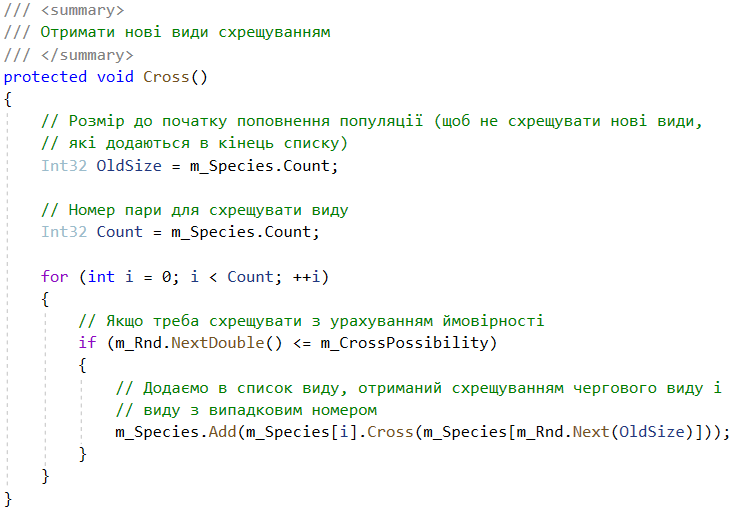 /// <summary>
/// Отримати нові види схрещуванням
/// </summary>
protected void Cross()
{
    // Розмір до початку поповнення популяції (щоб не схрещувати нові види,
    // які додаються в кінець списку)
    Int32 OldSize = m_Species.Count;

    // Номер пари для схрещувати виду
    Int32 Count = m_Species.Count;

    for (int i = 0; i < Count; ++i)
    {
        // Якщо треба схрещувати з урахуванням ймовірності
        if (m_Rnd.NextDouble() <= m_CrossPossibility)
        {
            // Додаємо в список виду, отриманий схрещуванням чергового виду і
            // виду з випадковим номером
            m_Species.Add(m_Species[i].Cross(m_Species[m_Rnd.Next(OldSize)]));
        }
    }
}